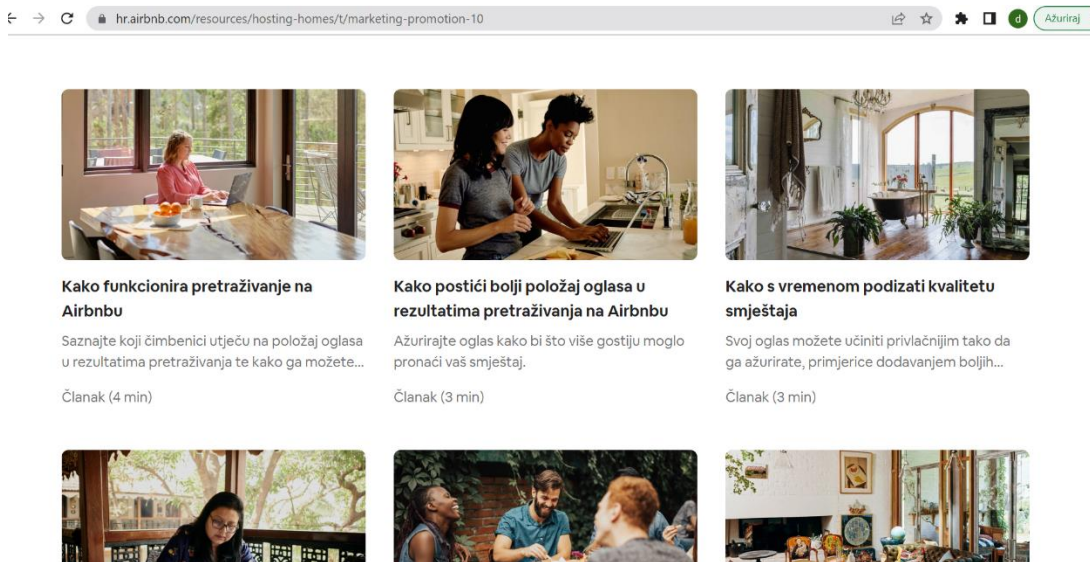 hr.airbnb.com/resources/hosting-homes/t/marketing-promotion-10
d
Ažuriraj
Kako funkcionira pretraživanje na
Airbnbu
Saznajte koji čimbenici utječu na položaj oglasa
u rezultatima pretraživanja te kako ga možete...
Članak (4 min)
Kako postići bolji položaj oglasa u
rezultatima pretraživanja na Airbnbu
Ažurirajte oglas kako bi što više gostiju moglo
pronaći vaš smještaj.
Članak (3 min)
Kako s vremenom podizati kvalitetu
smještaja
Svoj oglas možete učiniti privlačnijim tako da
ga ažurirate, primjerice dodavanjem boljih...
Članak (3 min)